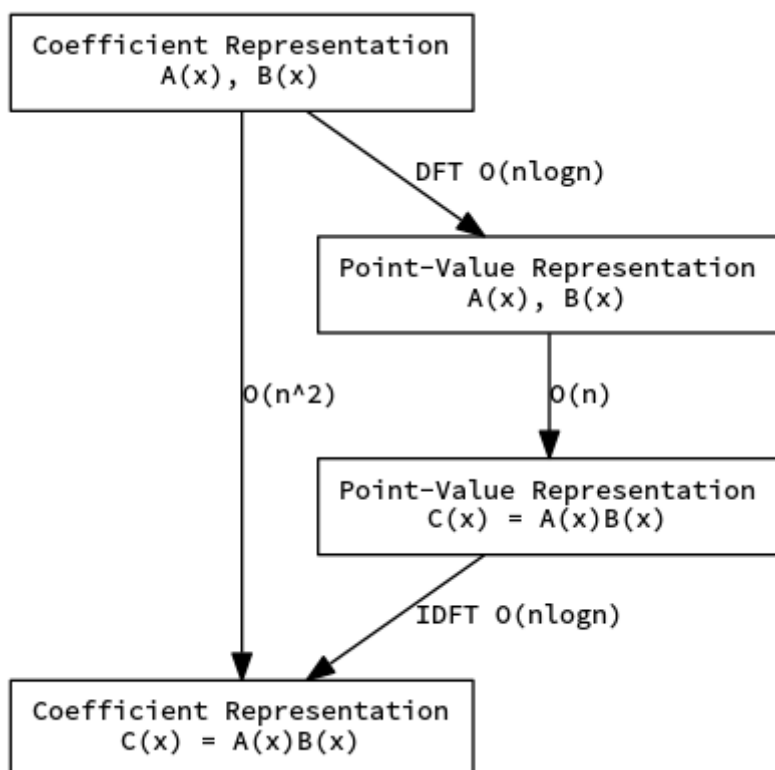 Coefficient Representation
A(x), B(x)
DFT O(nlogn)
Point-Value Representation
A(x), B(x)
O(n^2)
O(n)
Point-Value Representation
C(x) = A(x)B(x)
IDFT O(nlogn)
Coefficient Representation
C(x) = A(x)B(x)